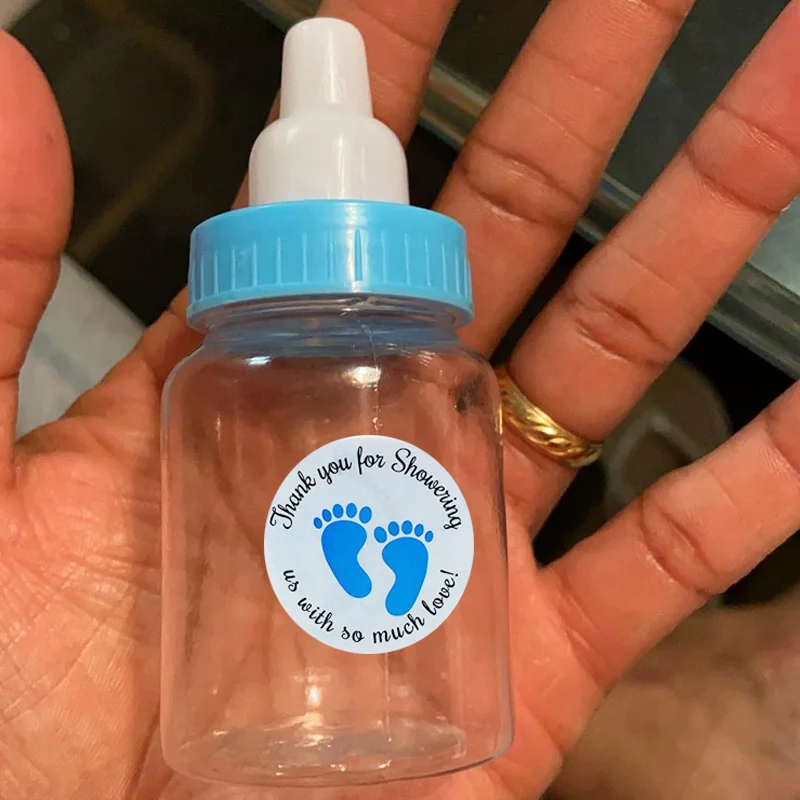 Thank you for Showering
us with so much love!